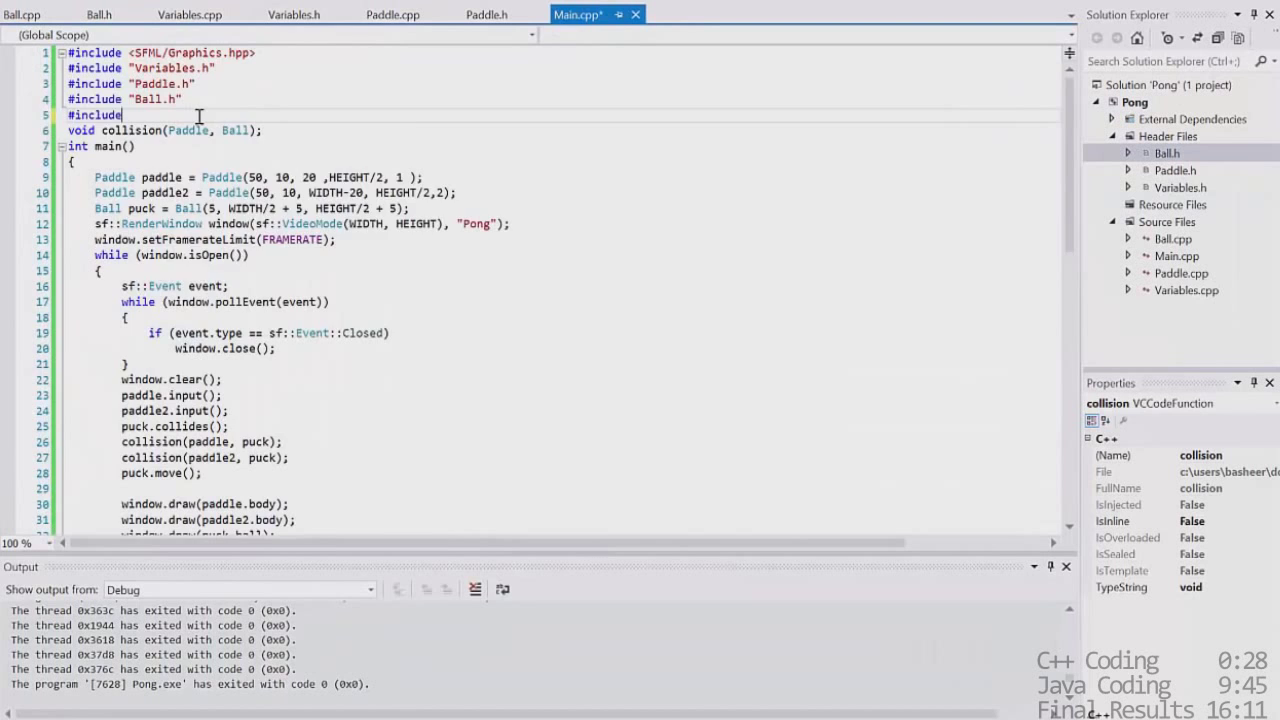 Ball.cpp Ball.h Variables.cpp Variables.h Paddle.cpp Paddle.h Main.cpp*
(Global Scope)
1 #include <SFML/Graphics.hpp>
2 #include "Variables.h"
3 #include "Paddle.h"
4 #include "Ball.h"
5 #include
6 void collision(Paddle, Ball);
7 int main()
8 {
9 Paddle paddle = Paddle(50, 10, 20 ,HEIGHT/2, 1 );
10 Paddle paddle2 = Paddle(50, 10, WIDTH-20, HEIGHT/2,2);
11 Ball puck = Ball(5, WIDTH/2 + 5, HEIGHT/2 + 5);
12 sf::RenderWindow window(sf::VideoMode(WIDTH, HEIGHT), "Pong");
13 window.setFramerateLimit(FRAMERATE);
14 while (window.isOpen())
15 {
16 sf::Event event;
17 while (window.pollEvent(event))
18 {
19 if (event.type == sf::Event::Closed)
20 window.close();
21 }
22 window.clear();
23 paddle.input();
24 paddle2.input();
25 puck.collides();
26 collision(paddle, puck);
27 collision(paddle2, puck);
28 puck.move();
29
30 window.draw(paddle.body);
31 window.draw(paddle2.body);
100 %
Output
Show output from: Debug
The thread 0x363c has exited with code 0 (0x0).
The thread 0x1944 has exited with code 0 (0x0).
The thread 0x3618 has exited with code 0 (0x0).
The thread 0x37d8 has exited with code 0 (0x0).
The thread 0x376c has exited with code 0 (0x0).
The program '[7628] Pong.exe' has exited with code 0 (0x0).
Solution Explorer
Search Solution Explorer (Ctrl+;)
Solution 'Pong' (1 project)
Pong
External Dependencies
Header Files
Ball.h
Paddle.h
Variables.h
Resource Files
Source Files
Ball.cpp
Main.cpp
Paddle.cpp
Variables.cpp
Properties
collision VCCodeFunction
C++
(Name) collision
File c:\users\basheer\de
FullName collision
IsInjected False
IsInline False
IsOverloaded False
IsSealed False
IsTemplate False
TypeString void
C++ Coding 0:28
Java Coding 9:45
Final Results 16:11
C++